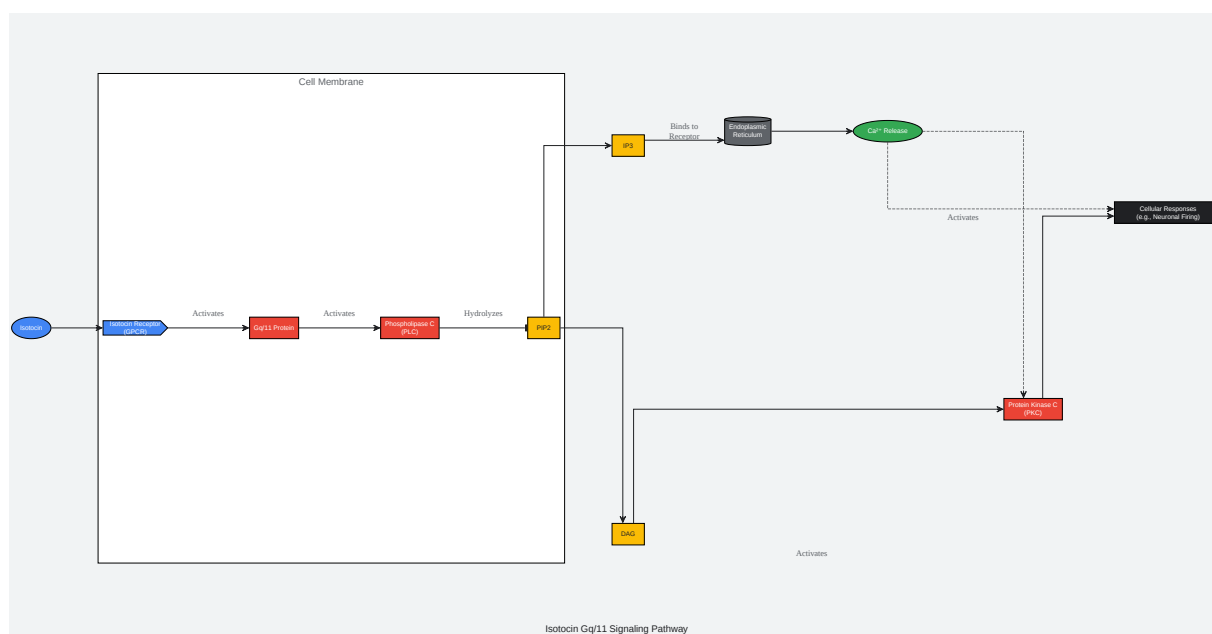 Cell Membrane
Binds to
Receptor
Endoplasmic
Reticulum
Ca²⁺ Release
IP3
Cellular Responses
(e.g., Neuronal Firing)
Activates
Activates
Activates
Hydrolyzes
Isotocin
Isotocin Receptor
(GPCR)
Gq/11 Protein
Phospholipase C
(PLC)
PIP2
Protein Kinase C
(PKC)
DAG
Activates
Isotocin Gq/11 Signaling Pathway